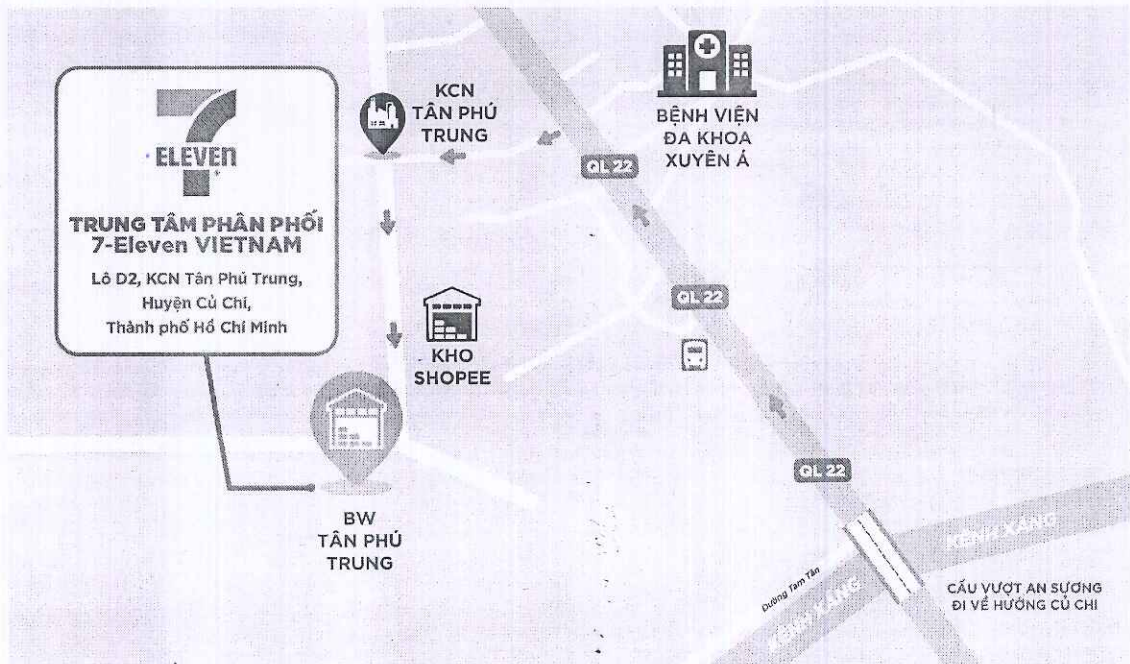 7
ELEVEn
TRUNG TÂM PHÂN PHỐI
7-Eleven VIETNAM
Lô D2, KCN Tân Phú Trung,
Huyện Củ Chi,
Thành phố Hồ Chí Minh
KCN
TÂN PHÚ
TRUNG
BỆNH VIỆN
ĐA KHOA
XUYÊN Á
QL 22
QL 22
KHO
SHOPEE
QL 22
BW
TÂN PHÚ
TRUNG
KÊNH XÁNG
Đường Tam Tân
KÊNH XÁNG
CẦU VƯỢT AN SƯƠNG
ĐI VỀ HƯỚNG CỦ CHI